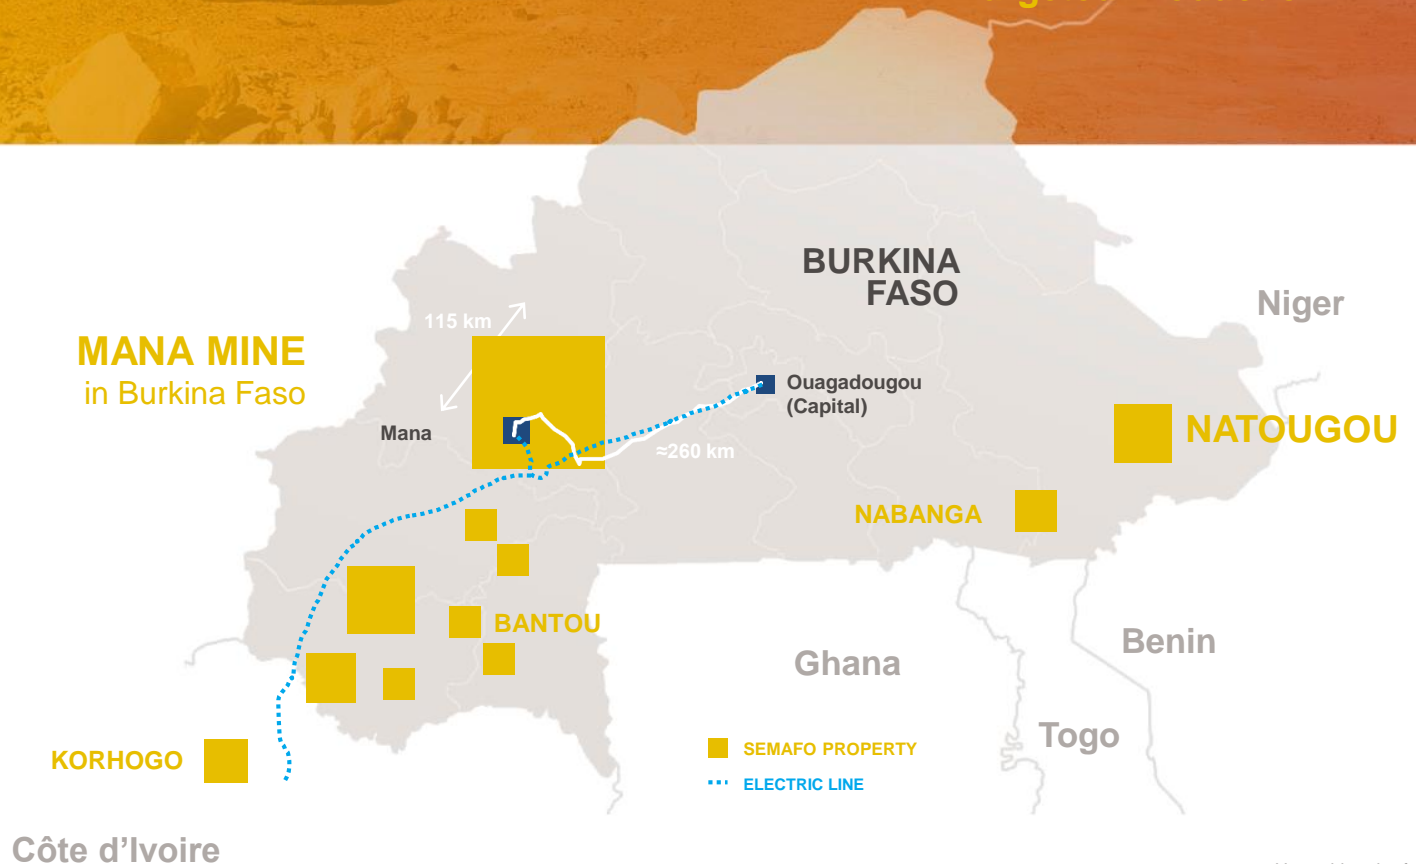 BURKINA
FASO
Niger
115 km
MANA MINE
in Burkina Faso
Ouagadougou
(Capital)
Mana
NATOUGOU
≈260 km
NABANGA
BANTOU
Benin
Ghana
Togo
SEMAFO PROPERTY
KORHOGO
ELECTRIC LINE
Côte d’Ivoire